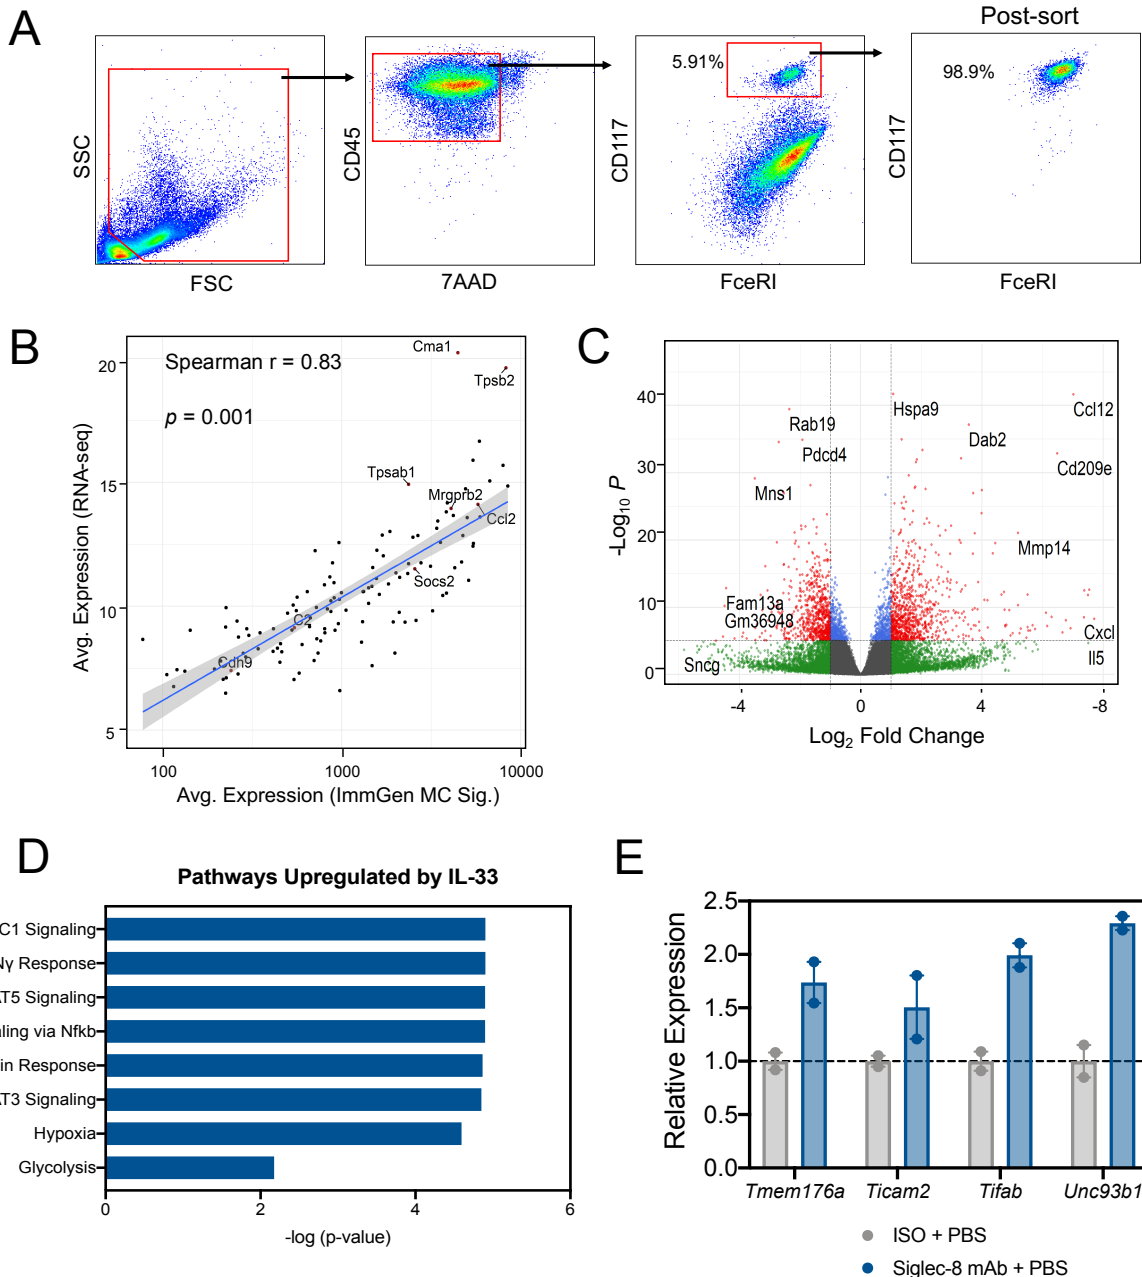 A
Post-sort
SSC
FSC
CD45
7AAD
5.91%
CD117
FceRI
98.9%
CD117
FceRI
B
Spearman r = 0.83
p = 0.001
Cma1
Tpsb2
Tpsab1
Mrgprb2
Ccl2
Socs2
C2
Cdh9
20
15
10
5
100
1000
10000
Avg. Expression (RNA-seq)
Avg. Expression (ImmGen MC Sig.)
C
Rab19
Hspa9
Ccl12
Pdcd4
Dab2
Cd209e
Mns1
Mmp14
Fam13a
Gm36948
Cxcl
Il5
Sncg
40
30
20
10
0
-4
0
4
-8
-Log10 P
Log2 Fold Change
D
Pathways Upregulated by IL-33
C1 Signaling
Nγ Response
AT5 Signaling
aling via Nfkb
in Response
AT3 Signaling
Hypoxia
Glycolysis
0
2
4
6
-log (p-value)
E
Relative Expression
2.5
2.0
1.5
1.0
0.5
0.0
Tmem176a
Ticam2
Tifab
Unc93b1
ISO + PBS
Siglec-8 mAb + PBS